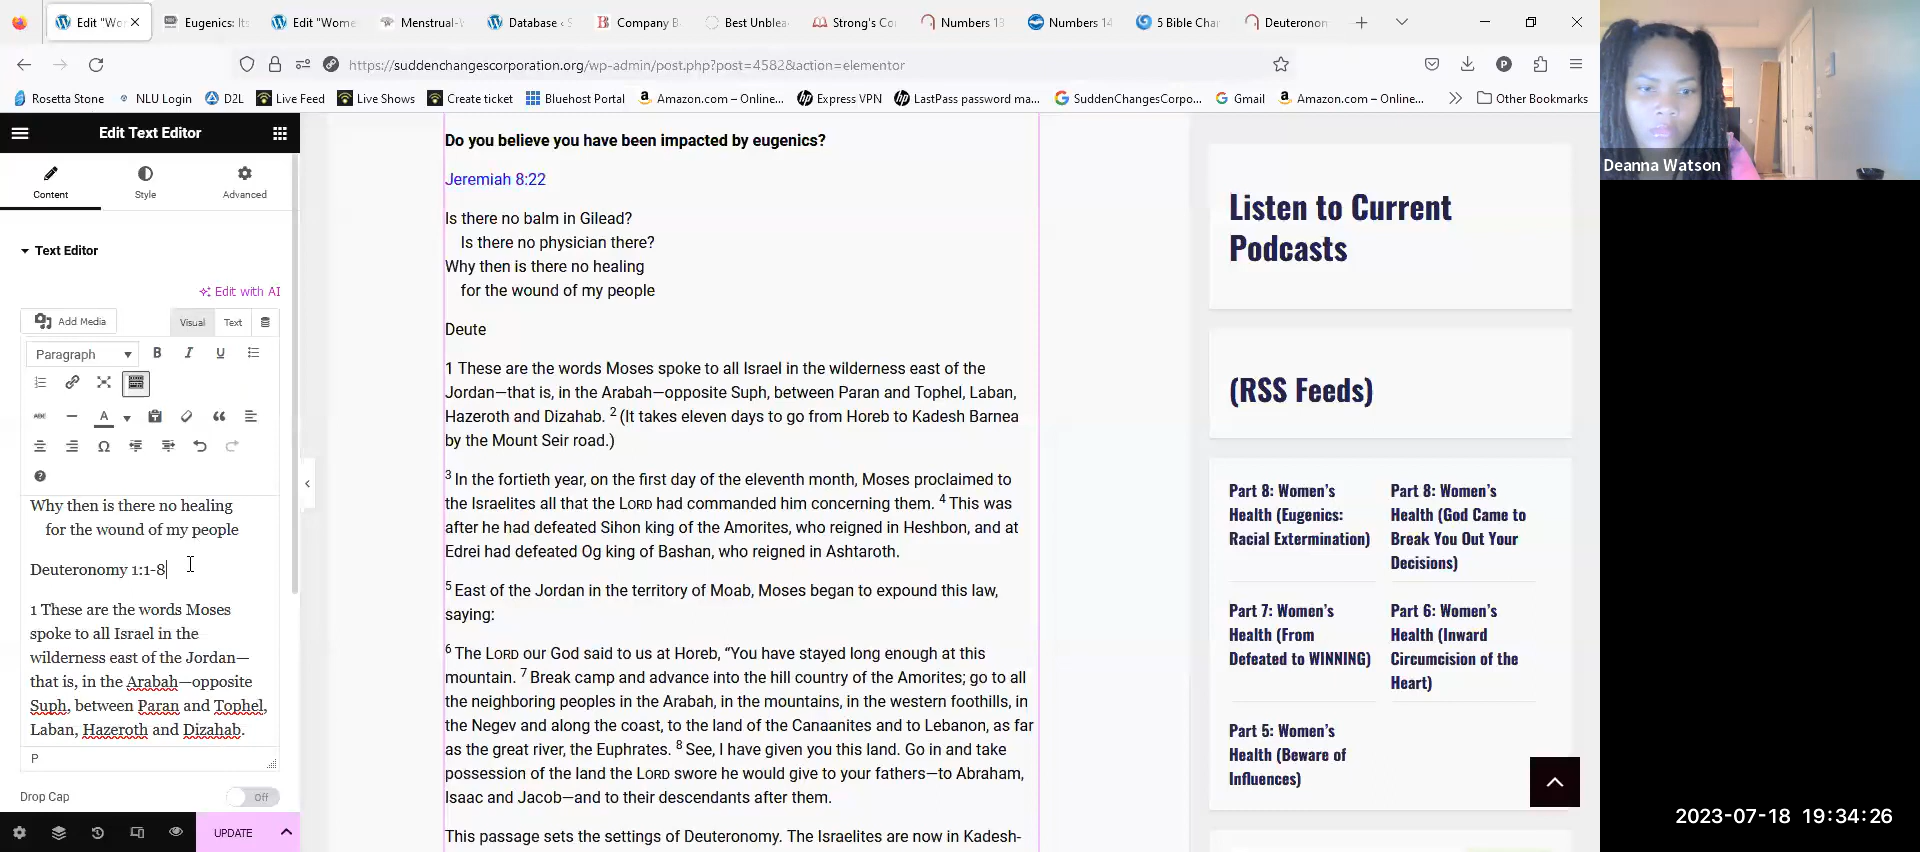 Edit "Wo
Eugenics: Its
Edit "Wome
Menstrual-
Database ‹ S
Company B
Best Unblea
Strong's Co
Numbers 13
Numbers 14
5 Bible Cha
Deuterono
https://suddenchangescorporation.org/wp-admin/post.php?post=4582&action=elementor
Rosetta Stone
NLU Login
D2L
Live Feed
Live Shows
Create ticket
Bluehost Portal
Amazon.com – Online...
Express VPN
LastPass password ma...
SuddenChangesCorpo...
Gmail
Amazon.com – Online...
Other Bookmarks
Deanna Watson
Edit Text Editor
Content
Style
Advanced
Text Editor
Edit with AI
Add Media
Visual
Text
Paragraph
B I U
ABC
A
Why then is there no healing
for the wound of my people
Deuteronomy 1:1-8
1 These are the words Moses
spoke to all Israel in the
wilderness east of the Jordan—
that is, in the Arabah—opposite
Suph, between Paran and Tophel,
Laban, Hazeroth and Dizahab.
P
Drop Cap
Off
UPDATE
Do you believe you have been impacted by eugenics?
Jeremiah 8:22
Is there no balm in Gilead?
Is there no physician there?
Why then is there no healing
for the wound of my people
Deute
1 These are the words Moses spoke to all Israel in the wilderness east of the
Jordan—that is, in the Arabah—opposite Suph, between Paran and Tophel, Laban,
Hazeroth and Dizahab. 2 (It takes eleven days to go from Horeb to Kadesh Barnea
by the Mount Seir road.)
3 In the fortieth year, on the first day of the eleventh month, Moses proclaimed to
the Israelites all that the LORD had commanded him concerning them. 4 This was
after he had defeated Sihon king of the Amorites, who reigned in Heshbon, and at
Edrei had defeated Og king of Bashan, who reigned in Ashtaroth.
5 East of the Jordan in the territory of Moab, Moses began to expound this law,
saying:
6 The LORD our God said to us at Horeb, “You have stayed long enough at this
mountain. 7 Break camp and advance into the hill country of the Amorites; go to all
the neighboring peoples in the Arabah, in the mountains, in the western foothills, in
the Negev and along the coast, to the land of the Canaanites and to Lebanon, as far
as the great river, the Euphrates. 8 See, I have given you this land. Go in and take
possession of the land the LORD swore he would give to your fathers—to Abraham,
Isaac and Jacob—and to their descendants after them.
This passage sets the settings of Deuteronomy. The Israelites are now in Kadesh-
Listen to Current
Podcasts
(RSS Feeds)
Part 8: Women’s
Health (Eugenics:
Racial Extermination)
Part 8: Women’s
Health (God Came to
Break You Out Your
Decisions)
Part 7: Women’s
Health (From
Defeated to WINNING)
Part 6: Women’s
Health (Inward
Circumcision of the
Heart)
Part 5: Women’s
Health (Beware of
Influences)
2023-07-18 19:34:26